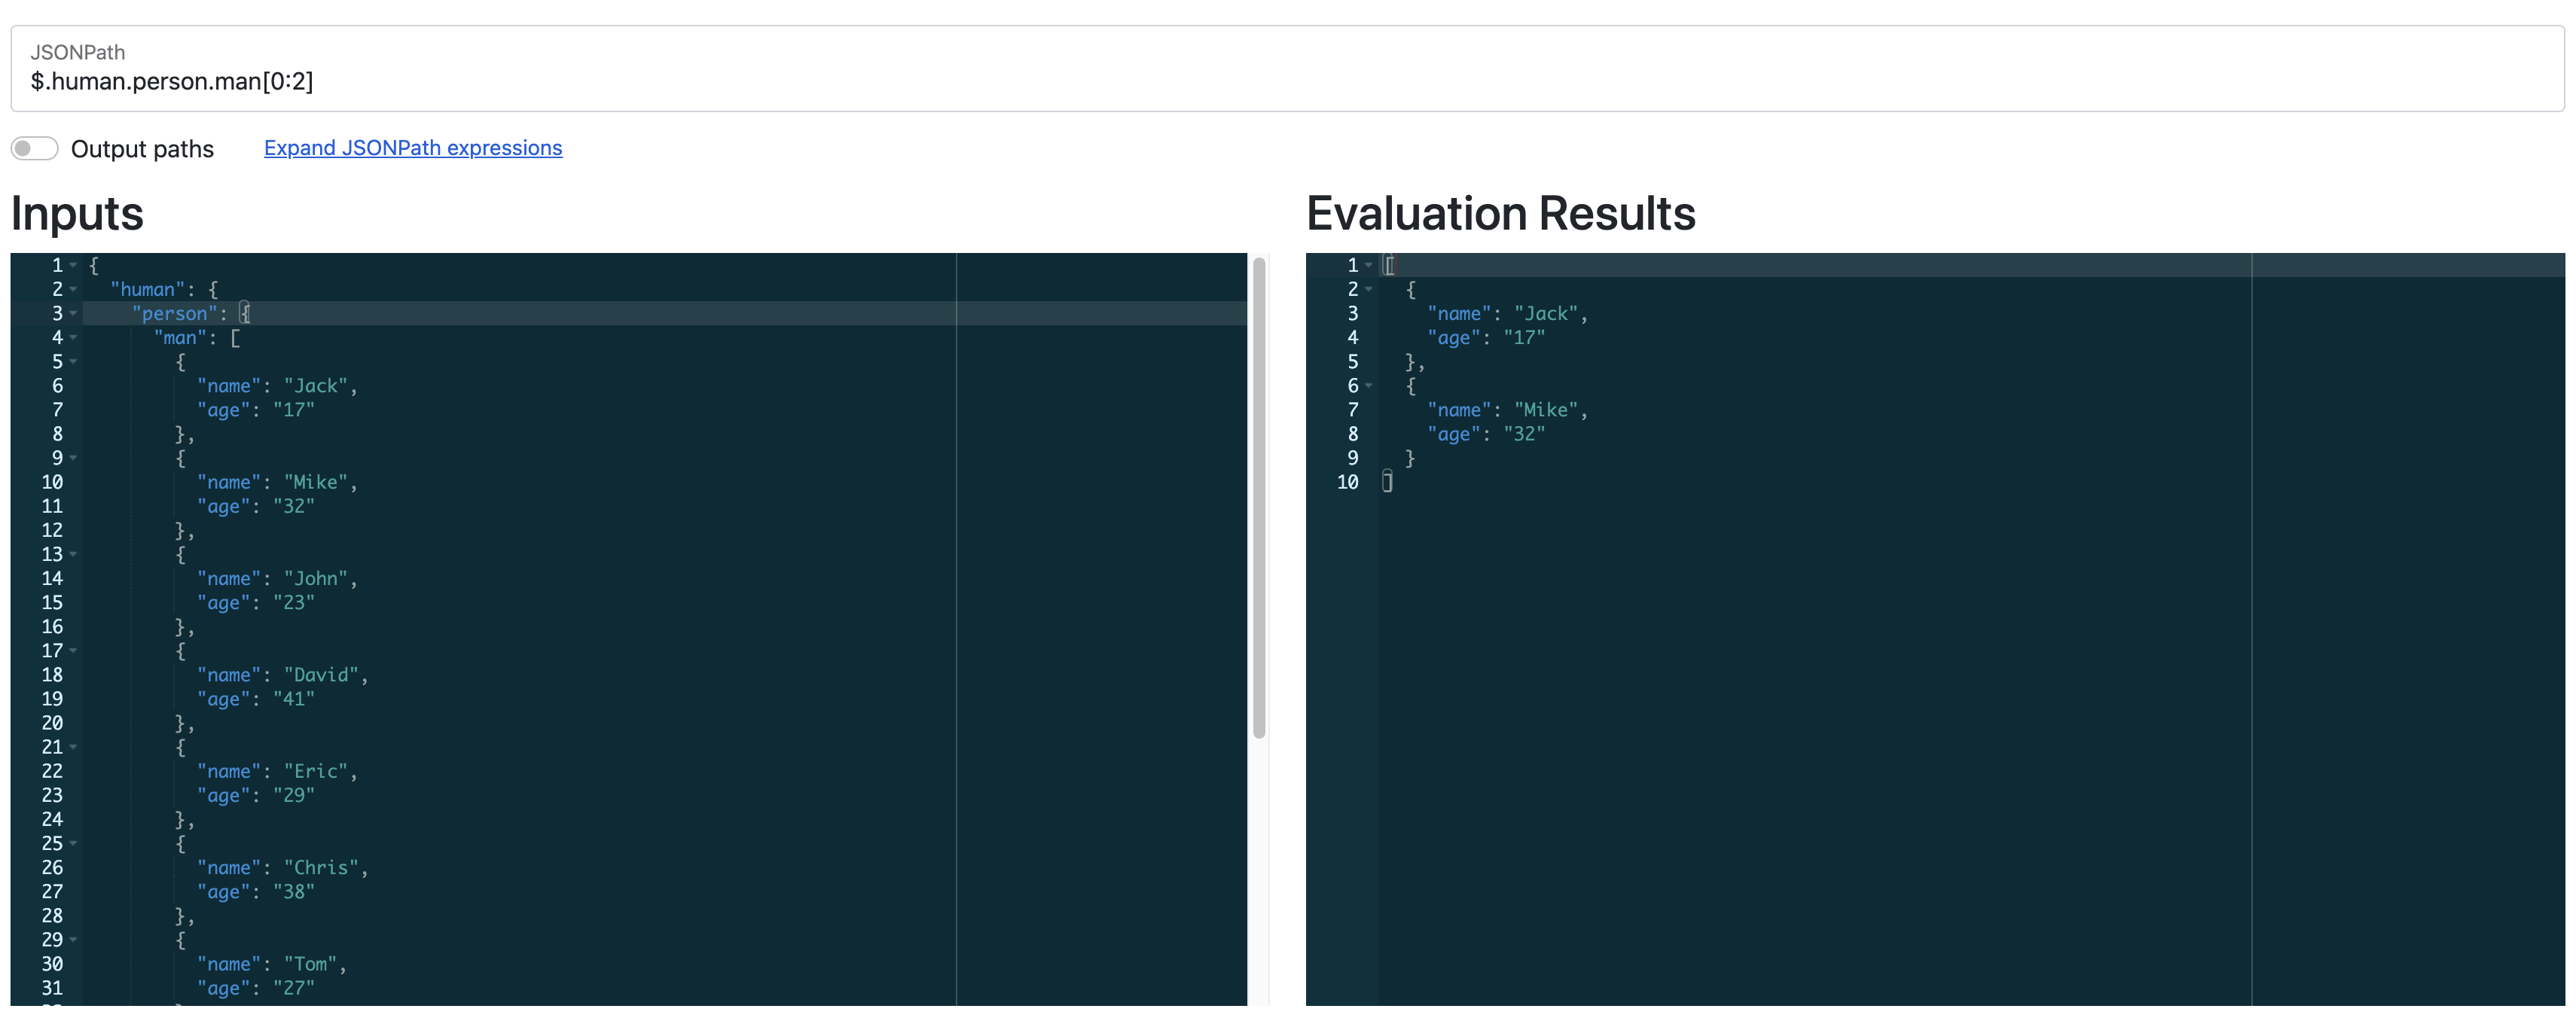 JSONPath
$.human.person.man[0:2]
Output paths
Expand JSONPath expressions
Inputs
1 {
2 "human": {
3 "person": {
4 "man": [
5 {
6 "name": "Jack",
7 "age": "17"
8 },
9 {
10 "name": "Mike",
11 "age": "32"
12 },
13 {
14 "name": "John",
15 "age": "23"
16 },
17 {
18 "name": "David",
19 "age": "41"
20 },
21 {
22 "name": "Eric",
23 "age": "29"
24 },
25 {
26 "name": "Chris",
27 "age": "38"
28 },
29 {
30 "name": "Tom",
31 "age": "27"
Evaluation Results
1 [
2 {
3 "name": "Jack",
4 "age": "17"
5 },
6 {
7 "name": "Mike",
8 "age": "32"
9 }
10 ]